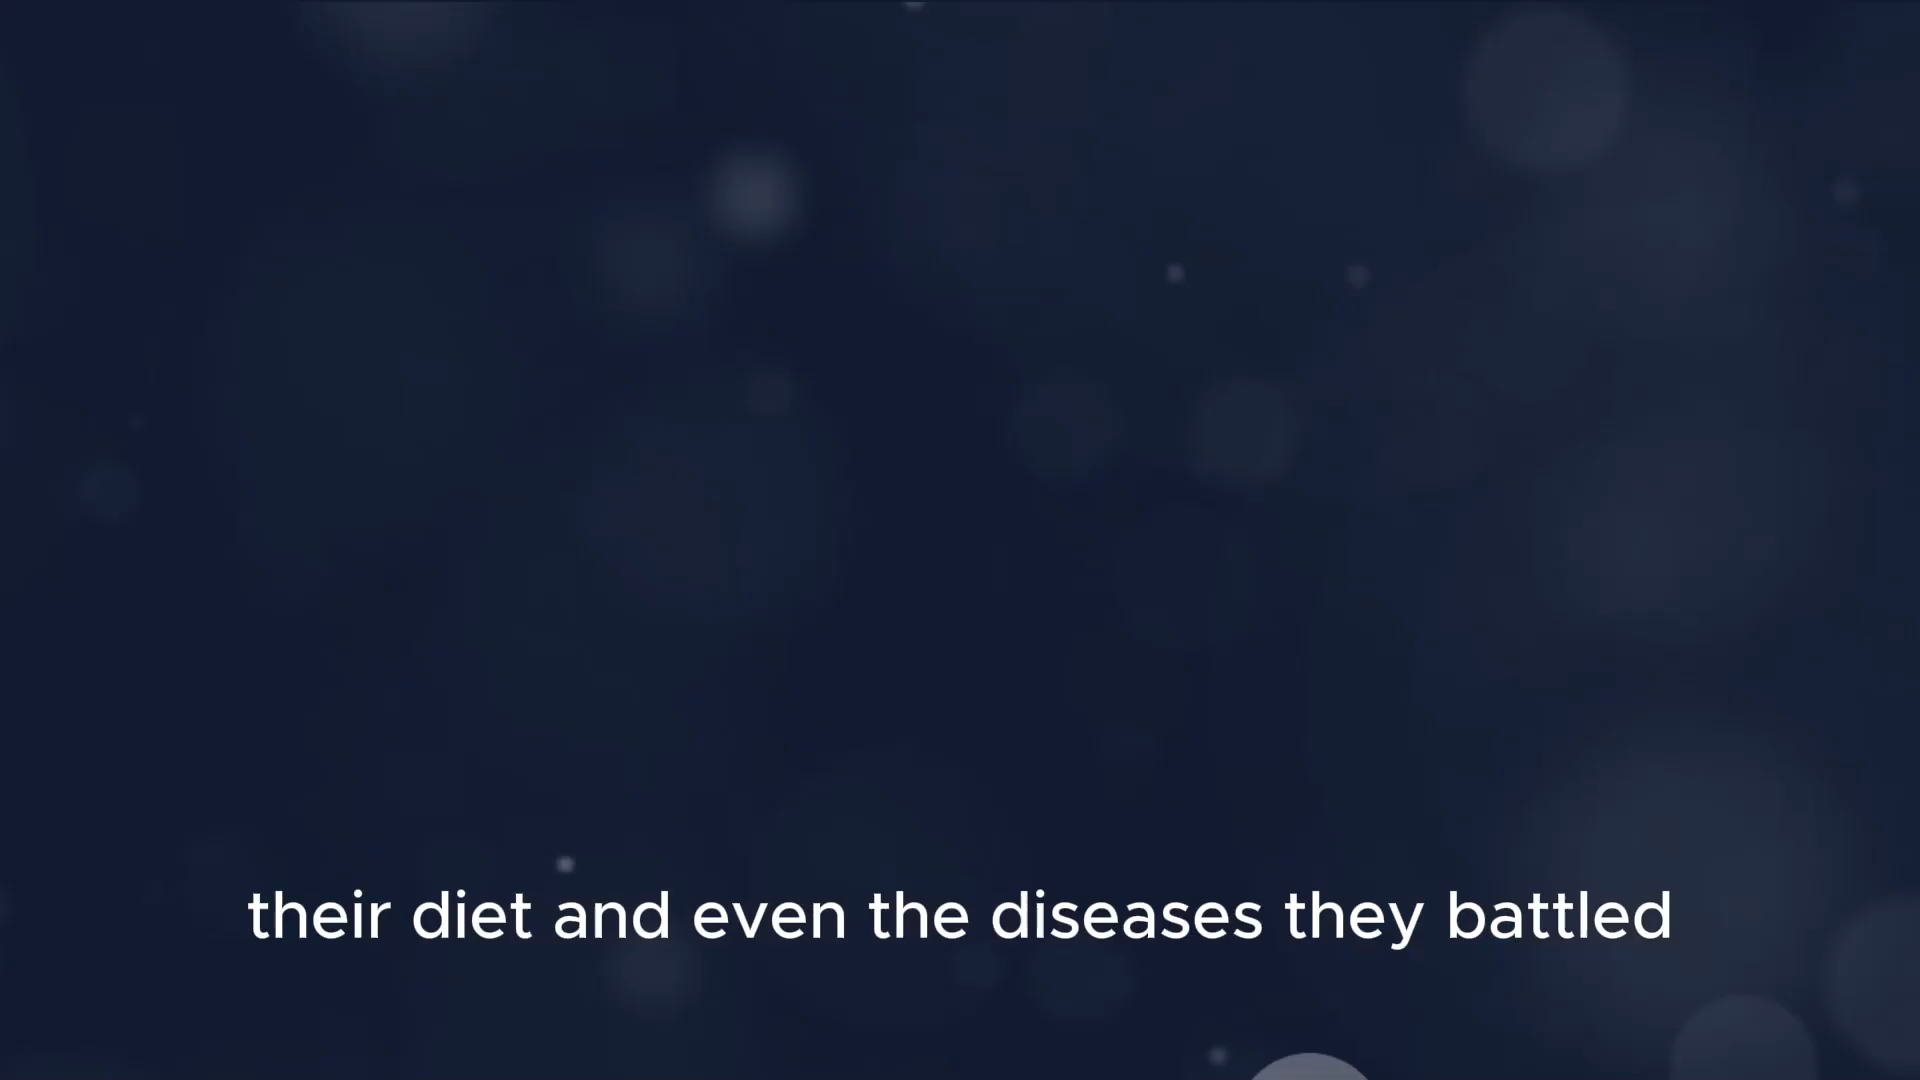 their diet and even the diseases they battled